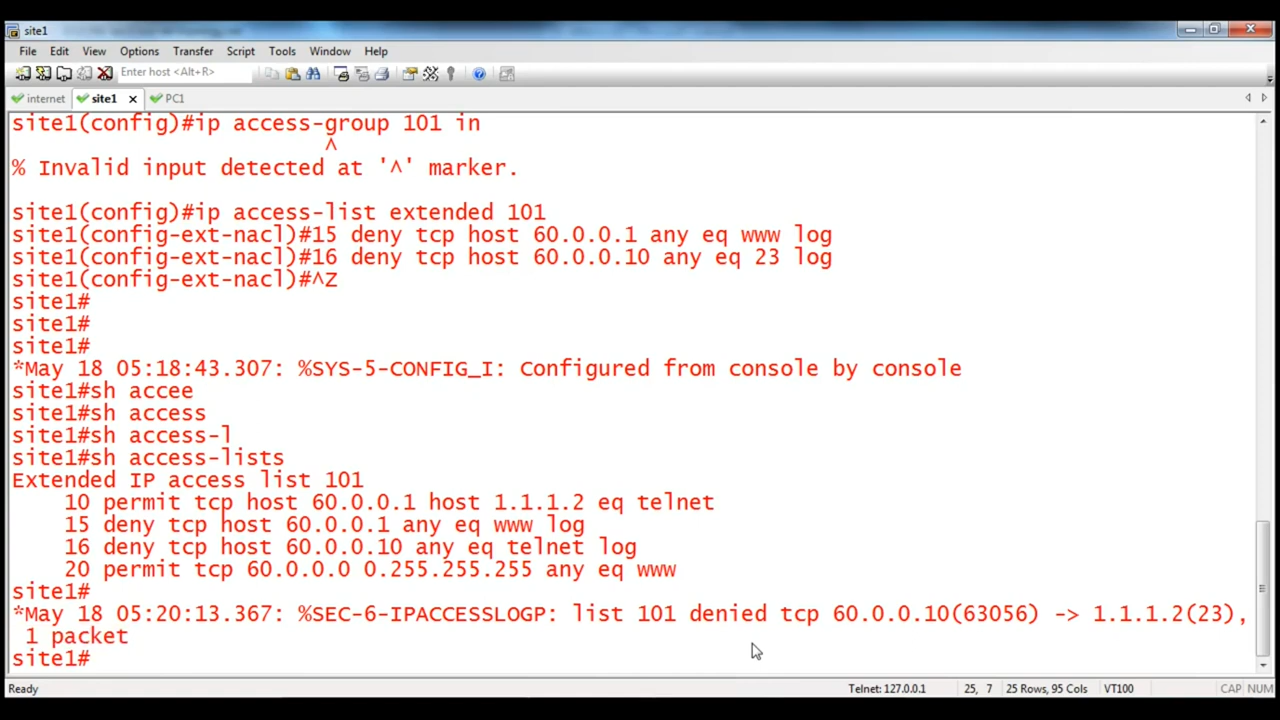 site1
File Edit View Options Transfer Script Tools Window Help
Enter host <Alt+R>
internet site1 PC1
site1(config)#ip access-group 101 in
^
% Invalid input detected at '^' marker.
site1(config)#ip access-list extended 101
site1(config-ext-nacl)#15 deny tcp host 60.0.0.1 any eq www log
site1(config-ext-nacl)#16 deny tcp host 60.0.0.10 any eq 23 log
site1(config-ext-nacl)#^Z
site1#
site1#
site1#
*May 18 05:18:43.307: %SYS-5-CONFIG_I: Configured from console by console
site1#sh accee
site1#sh access
site1#sh access-l
site1#sh access-lists
Extended IP access list 101
10 permit tcp host 60.0.0.1 host 1.1.1.2 eq telnet
15 deny tcp host 60.0.0.1 any eq www log
16 deny tcp host 60.0.0.10 any eq telnet log
20 permit tcp 60.0.0.0 0.255.255.255 any eq www
site1#
*May 18 05:20:13.367: %SEC-6-IPACCESSLOGP: list 101 denied tcp 60.0.0.10(63056) -> 1.1.1.2(23),
1 packet
site1#
Ready Telnet: 127.0.0.1 25, 7 25 Rows, 95 Cols VT100 CAP NUM